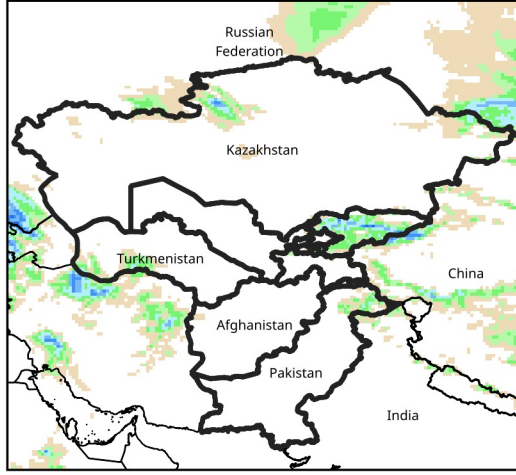 Russian
Federation
Kazakhstan
Turkmenistan
China
Afghanistan
Pakistan
India